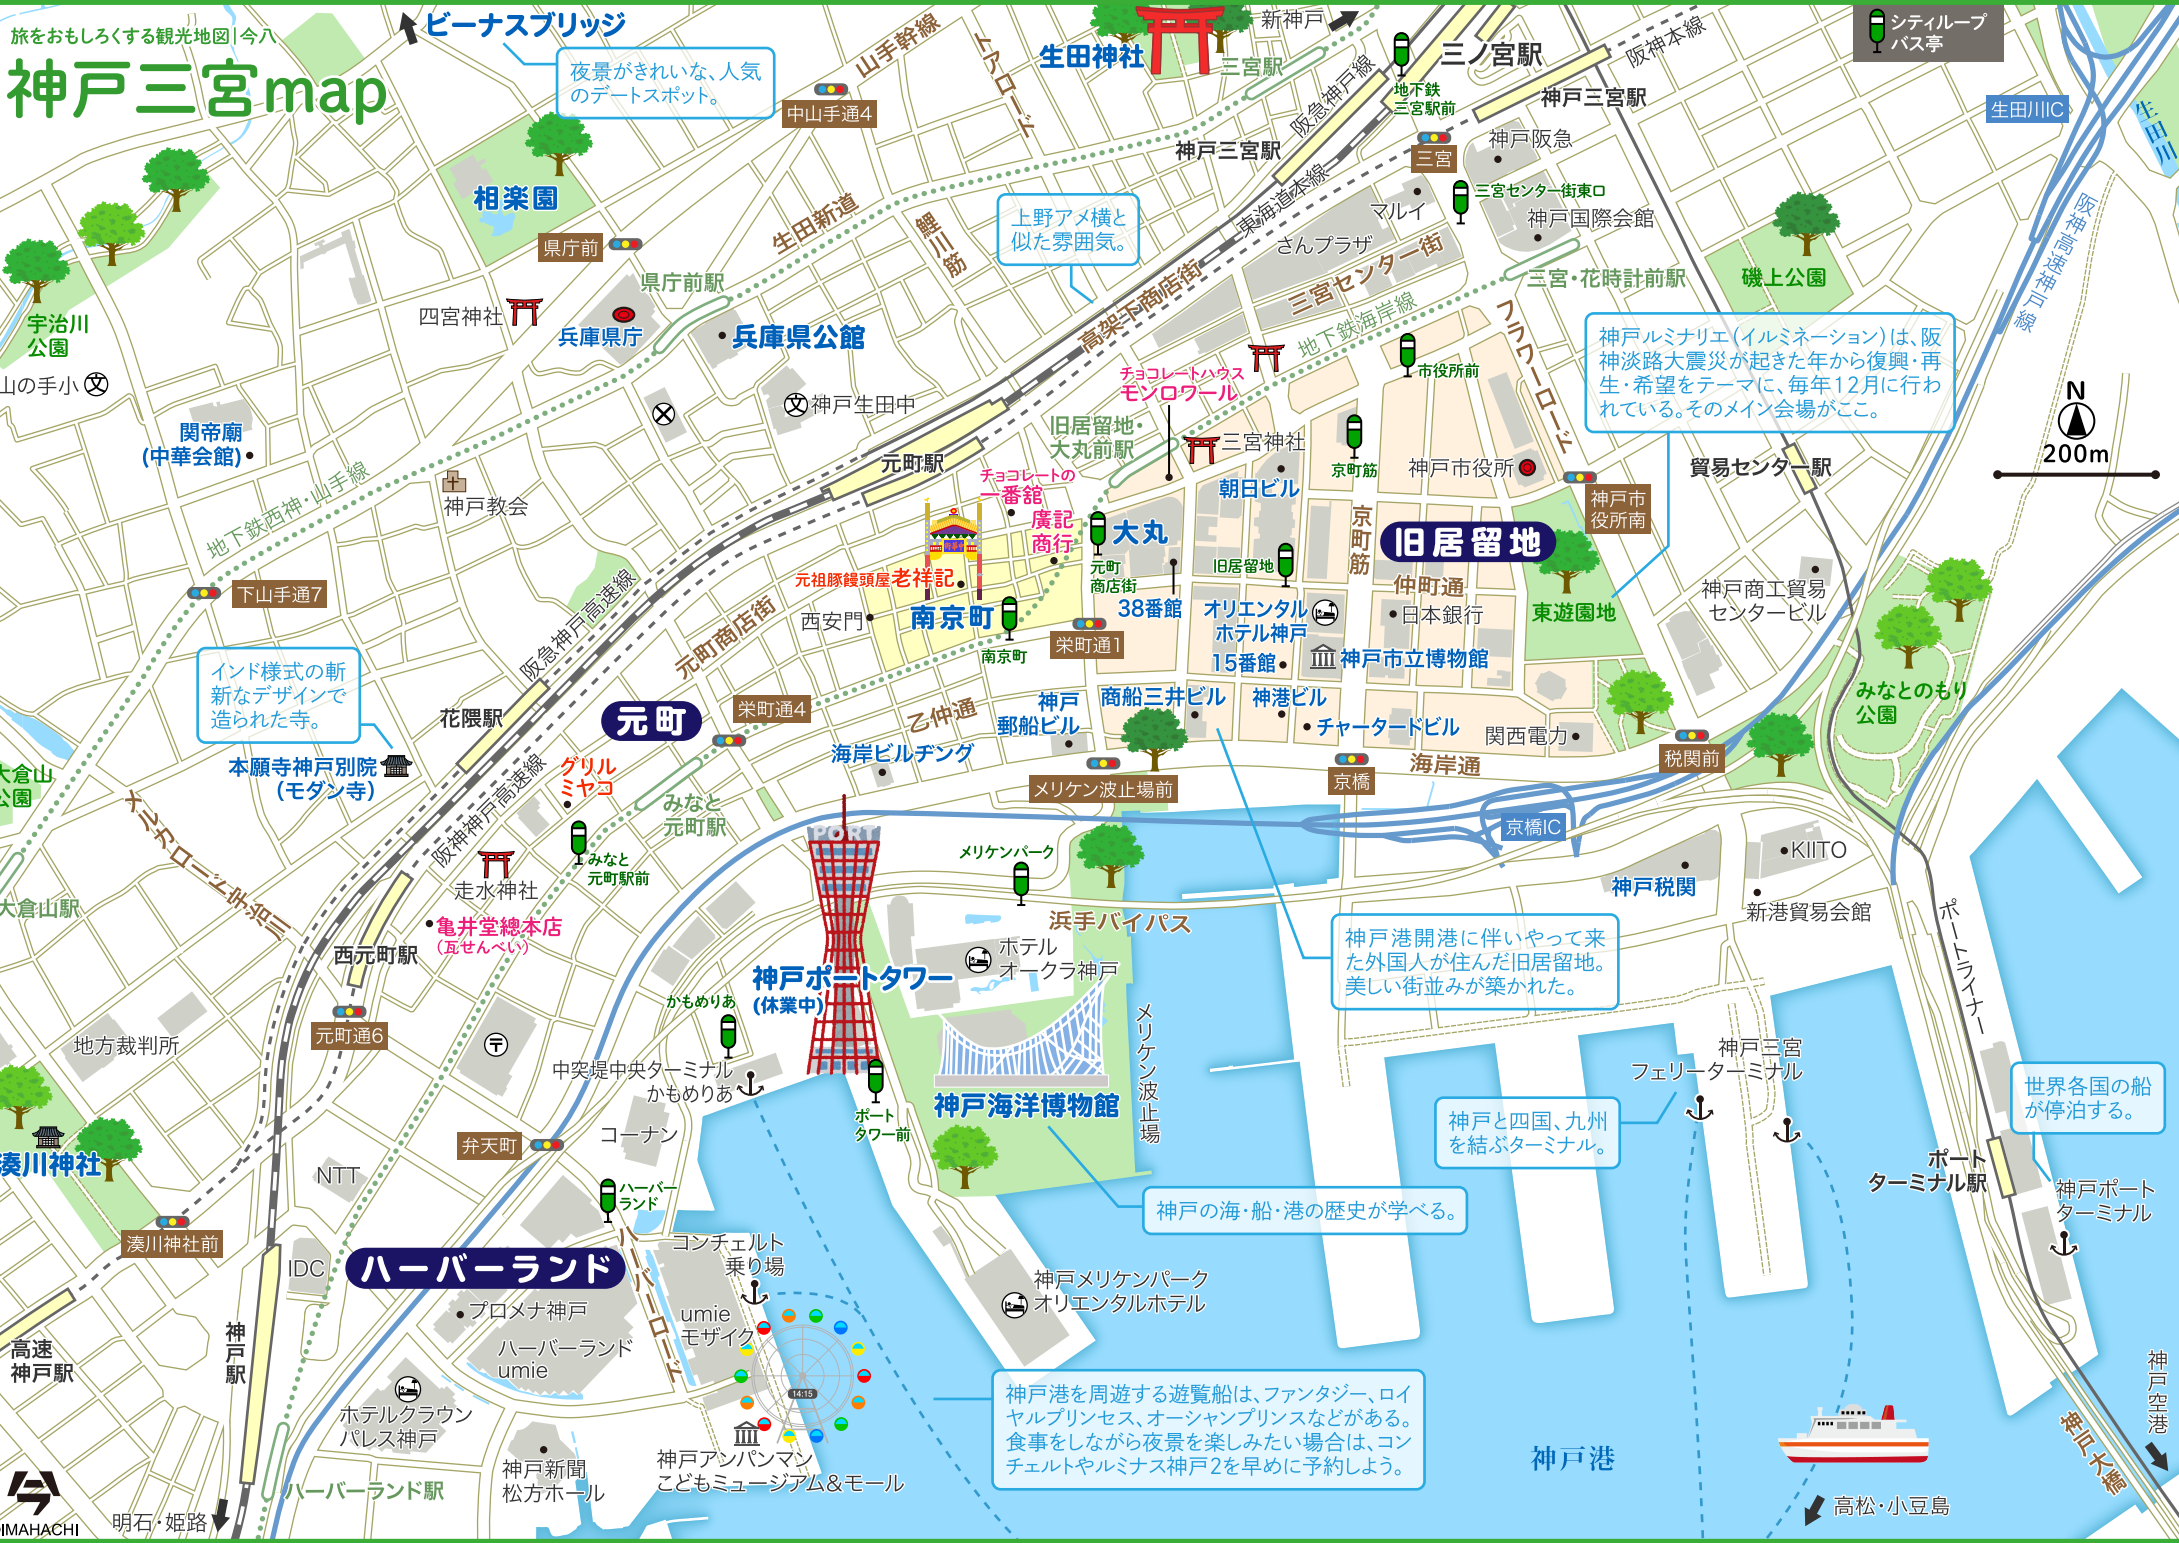 旅をおもしろくする観光地図|今八
神戸三宮map
ビーナスブリッジ
夜景がきれいな、人気
のデートスポット。
山手幹線
トアロード
中山手通4
生田神社
新神戸
三宮駅
阪急神戸線
地下鉄
三宮駅前
三ノ宮駅
神戸三宮駅
阪神本線
シティループ
バス亭
生田川IC
生田川
神戸三宮駅
三宮
神戸阪急
三宮センター街東口
神戸国際会館
マルイ
東海道本線
さんプラザ
三宮センター街
三宮・花時計前駅
磯上公園
阪神高速神戸線
相楽園
県庁前
生田新道
鯉川筋
上野アメ横と
似た雰囲気。
高架下商店街
地下鉄海岸線
フラワーロード
県庁前駅
四宮神社
兵庫県庁
兵庫県公館
宇治川
公園
山の手小
文
関帝廟
(中華会館)
神戸教会
地下鉄西神・山手線
文
神戸生田中
元町駅
チョコレートハウス
モンロワール
旧居留地・
大丸前駅
三宮神社
市役所前
京町筋
神戸市役所
朝日ビル
神戸ルミナリエ(イルミネーション)は、阪
神淡路大震災が起きた年から復興・再
生・希望をテーマに、毎年12月に行わ
れている。そのメイン会場がここ。
N
200m
貿易センター駅
神戸市
役所南
旧居留地
チョコレートの
一番舘
廣記
商行
大丸
元町
商店街
38番館
旧居留地
京町筋
仲町通
日本銀行
東遊園地
神戸商工貿易
センタービル
下山手通7
阪急神戸高速線
元町商店街
元祖豚饅頭屋老祥記
西安門
南京町
南京町
栄町通1
オリエンタル
ホテル神戸
15番館
神戸市立博物館
みなとのもり
公園
インド様式の斬
新なデザインで
造られた寺。
本願寺神戸別院
(モダン寺)
花隈駅
元町
栄町通4
乙仲通
神戸
郵船ビル
商船三井ビル
神港ビル
チャータードビル
関西電力
税関前
海岸ビルヂング
メリケン波止場前
京橋
海岸通
京橋IC
大倉山
公園
メルカロード宇治川
阪神神戸高速線
グリル
ミヤコ
みなと
元町駅
みなと
元町駅前
走水神社
大倉山駅
亀井堂總本店
(瓦せんべい)
西元町駅
PORT
メリケンパーク
浜手バイパス
ホテル
オークラ神戸
神戸ポートタワー
(休業中)
KIITO
神戸税関
新港貿易会館
ポートライナー
神戸港開港に伴いやって来
た外国人が住んだ旧居留地。
美しい街並みが築かれた。
元町通6
地方裁判所
かもめりあ
中突堤中央ターミナル
かもめりあ
ポート
タワー前
神戸海洋博物館
メリケン波止場
神戸三宮
フェリーターミナル
神戸と四国、九州
を結ぶターミナル。
世界各国の船
が停泊する。
ポート
ターミナル駅
神戸ポート
ターミナル
湊川神社
弁天町
コーナン
NTT
ハーバー
ランド
神戸の海・船・港の歴史が学べる。
湊川神社前
IDC
ハーバーランド
プロメナ神戸
ハーバーロード
コンチェルト
乗り場
umie
モザイク
14:15
ハーバーランド
umie
神戸メリケンパーク
オリエンタルホテル
高速
神戸駅
神戸駅
ホテルクラウン
パレス神戸
神戸新聞
松方ホール
神戸アンパンマン
こどもミュージアム&モール
神戸港を周遊する遊覧船は、ファンタジー、ロイ
ヤルプリンセス、オーシャンプリンスなどがある。
食事をしながら夜景を楽しみたい場合は、コン
チェルトやルミナス神戸2を早めに予約しよう。
神戸港
高松・小豆島
神戸大橋
神戸空港
ハーバーランド駅
明石・姫路
IMAHACHI